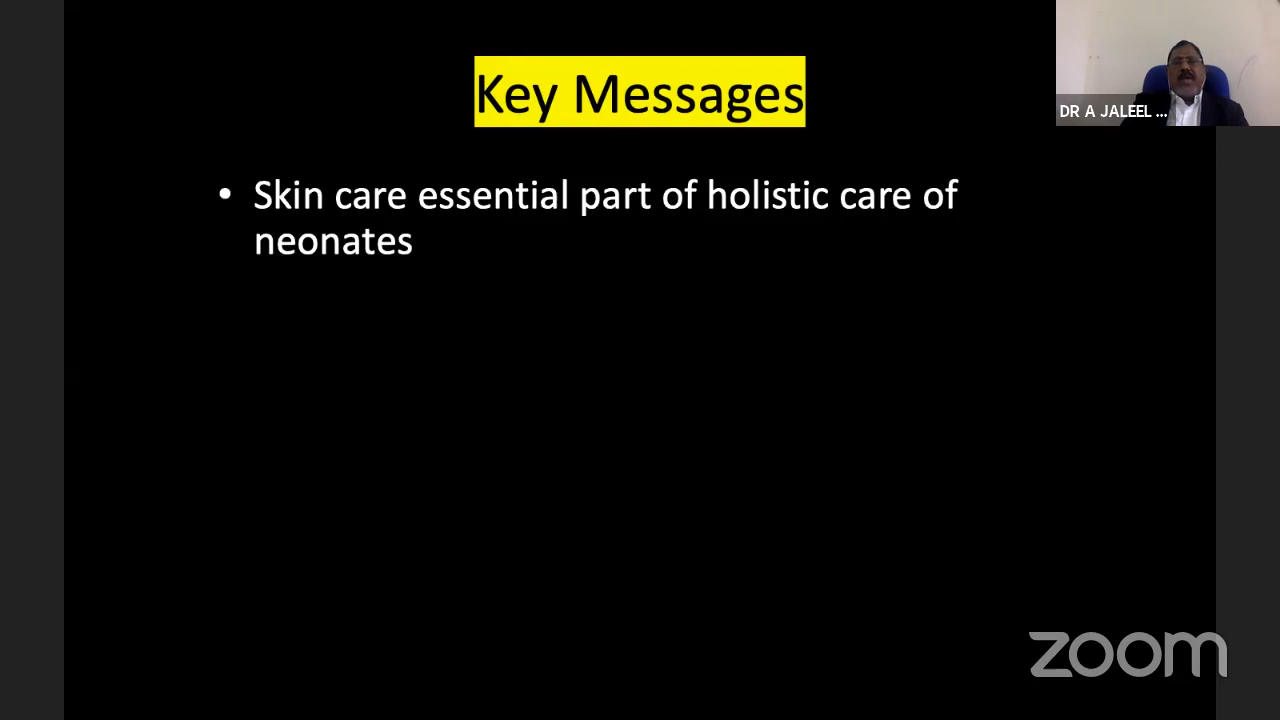 Key Messages
DR A JALEEL ...
• Skin care essential part of holistic care of
neonates
zoom